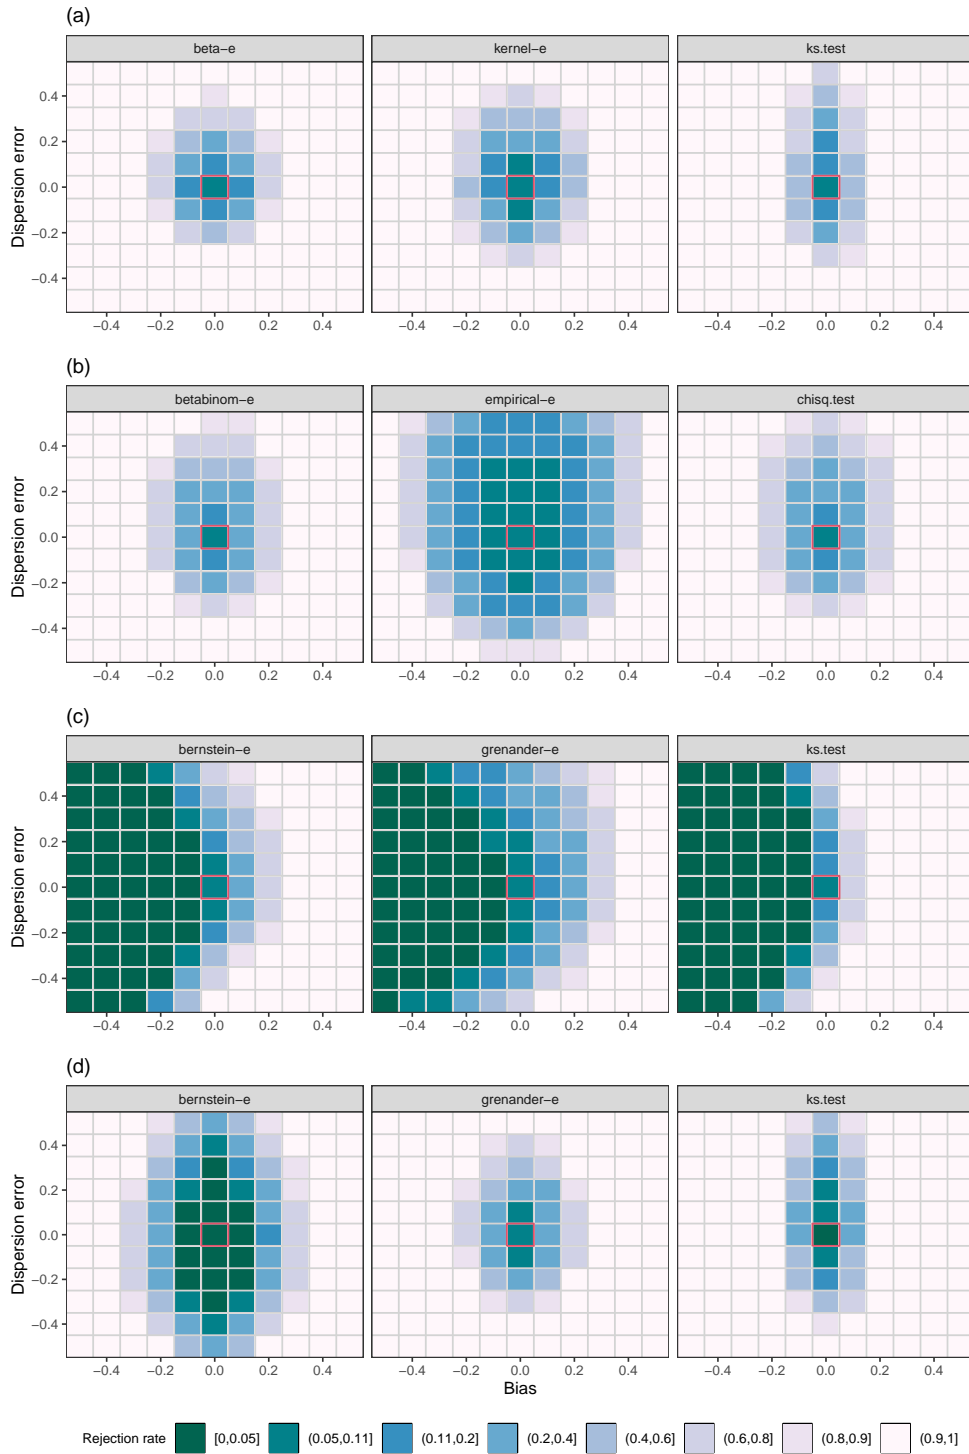 (a)
beta−e kernel−e ks.test
0.4
0.2
0.0
−0.2
−0.4
Dispersion error
−0.4 −0.2 0.0 0.2 0.4 −0.4 −0.2 0.0 0.2 0.4 −0.4 −0.2 0.0 0.2 0.4
(b)
betabinom−e empirical−e chisq.test
0.4
0.2
0.0
−0.2
−0.4
Dispersion error
−0.4 −0.2 0.0 0.2 0.4 −0.4 −0.2 0.0 0.2 0.4 −0.4 −0.2 0.0 0.2 0.4
(c)
bernstein−e grenander−e ks.test
0.4
0.2
0.0
−0.2
−0.4
Dispersion error
−0.4 −0.2 0.0 0.2 0.4 −0.4 −0.2 0.0 0.2 0.4 −0.4 −0.2 0.0 0.2 0.4
(d)
bernstein−e grenander−e ks.test
0.4
0.2
0.0
−0.2
−0.4
Dispersion error
−0.4 −0.2 0.0 0.2 0.4 −0.4 −0.2 0.0 0.2 0.4 −0.4 −0.2 0.0 0.2 0.4
Bias
Rejection rate [0,0.05] (0.05,0.11] (0.11,0.2] (0.2,0.4] (0.4,0.6] (0.6,0.8] (0.8,0.9] (0.9,1]